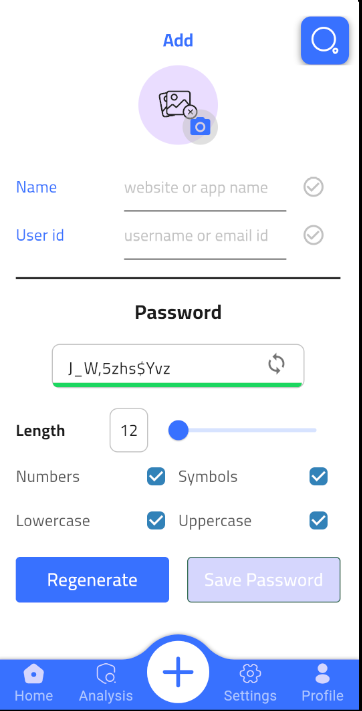 Add
Name website or app name
User id username or email id
Password
J_W,5zhs$Yvz
Length 12
Numbers Symbols
Lowercase Uppercase
Regenerate Save Password
Home Analysis Settings Profile